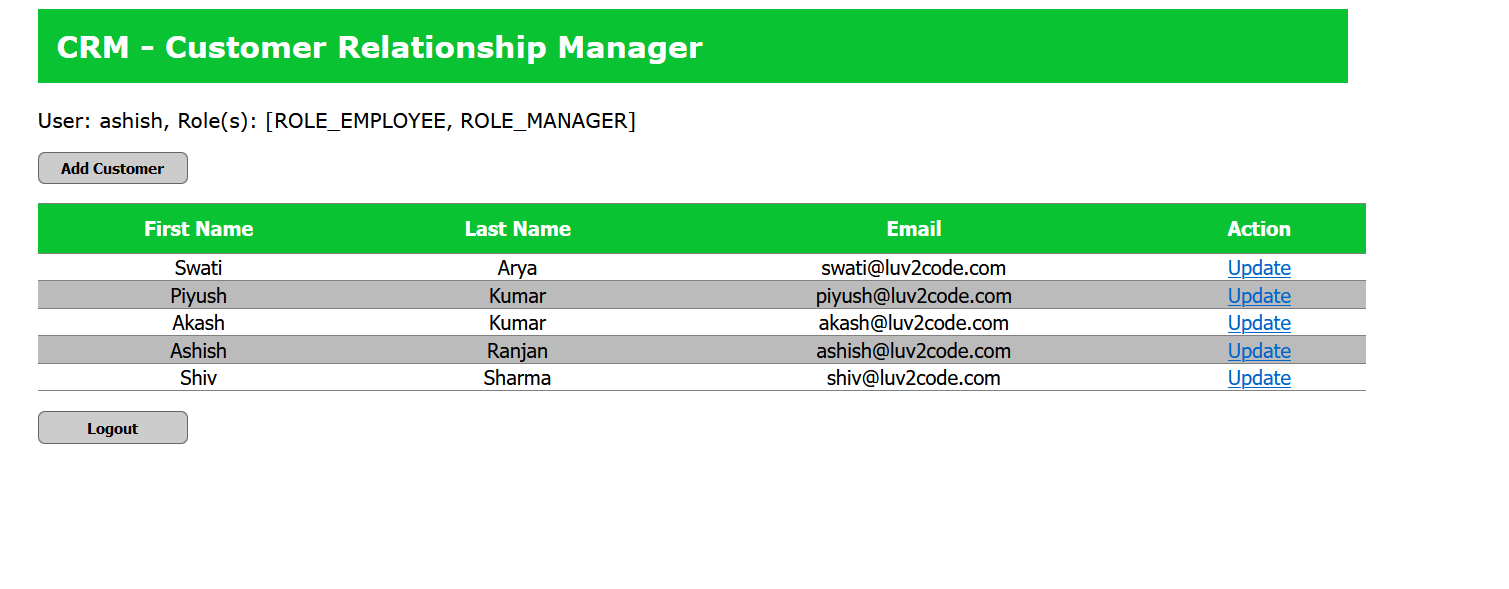 CRM - Customer Relationship Manager
User: ashish, Role(s): [ROLE_EMPLOYEE, ROLE_MANAGER]
Add Customer
First Name Last Name Email Action
Swati Arya swati@luv2code.com Update
Piyush Kumar piyush@luv2code.com Update
Akash Kumar akash@luv2code.com Update
Ashish Ranjan ashish@luv2code.com Update
Shiv Sharma shiv@luv2code.com Update
Logout